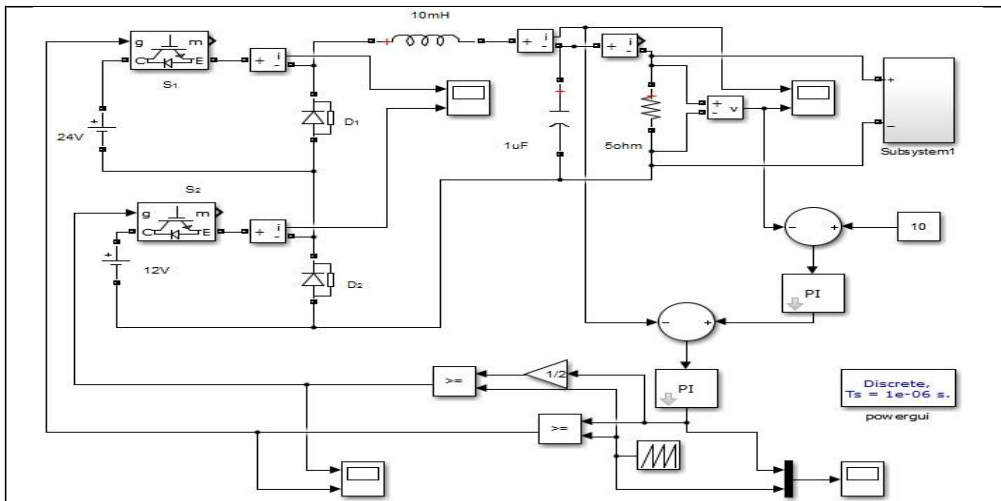 10mH
g m
C E
+ i -
S1
24V
D1
+ i -
+ i -
1uF
5ohm
+ v -
+
−
Subsystem1
S2
g m
C E
+ i -
12V
D2
− +
10
PI
− +
PI
1/2
>=
>=
Discrete,
Ts = 1e-06 s.
powergui